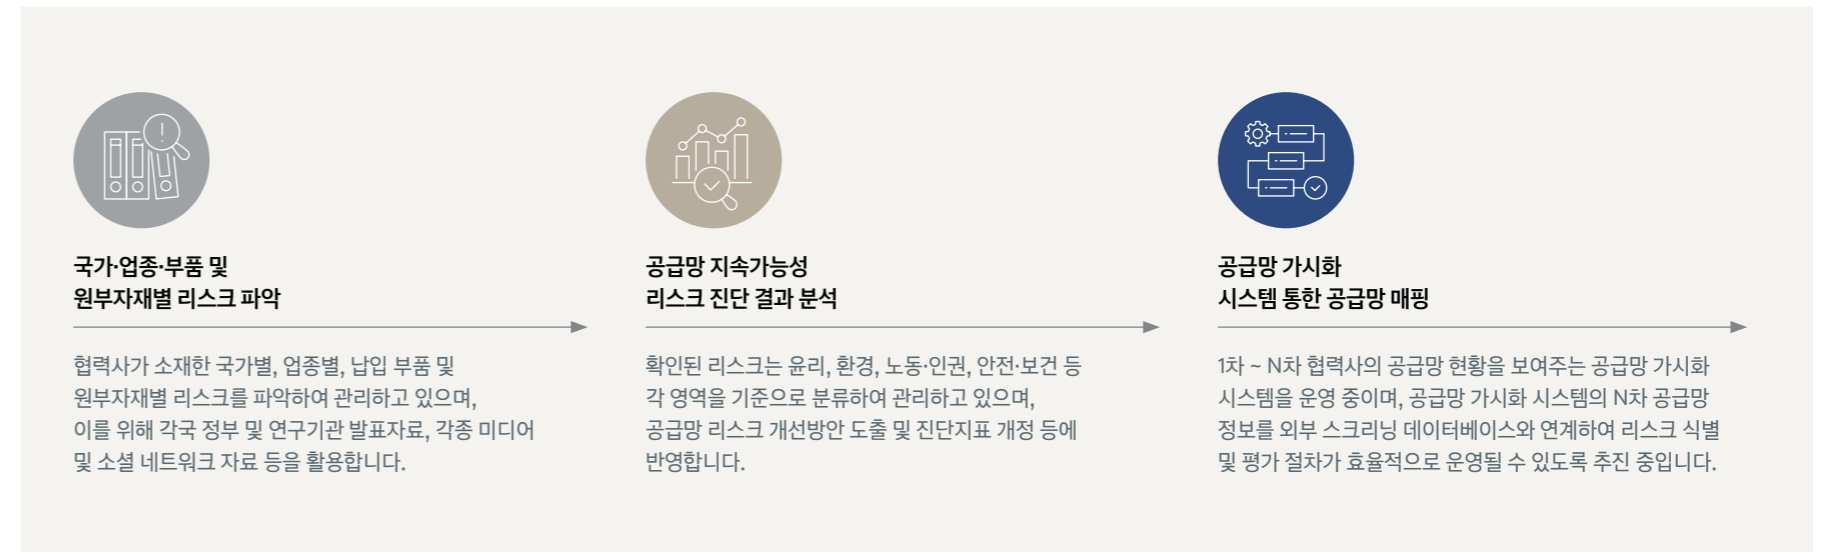 국가·업종·부품 및
원부자재별 리스크 파악
협력사가 소재한 국가별, 업종별, 납입 부품 및
원부자재별 리스크를 파악하여 관리하고 있으며,
이를 위해 각국 정부 및 연구기관 발표자료, 각종 미디어
및 소셜 네트워크 자료 등을 활용합니다.
공급망 지속가능성
리스크 진단 결과 분석
확인된 리스크는 윤리, 환경, 노동·인권, 안전·보건 등
각 영역을 기준으로 분류하여 관리하고 있으며,
공급망 리스크 개선방안 도출 및 진단지표 개정 등에
반영합니다.
공급망 가시화
시스템 통한 공급망 매핑
1차 ~ N차 협력사의 공급망 현황을 보여주는 공급망 가시화
시스템을 운영 중이며, 공급망 가시화 시스템의 N차 공급망
정보를 외부 스크리닝 데이터베이스와 연계하여 리스크 식별
및 평가 절차가 효율적으로 운영될 수 있도록 추진 중입니다.